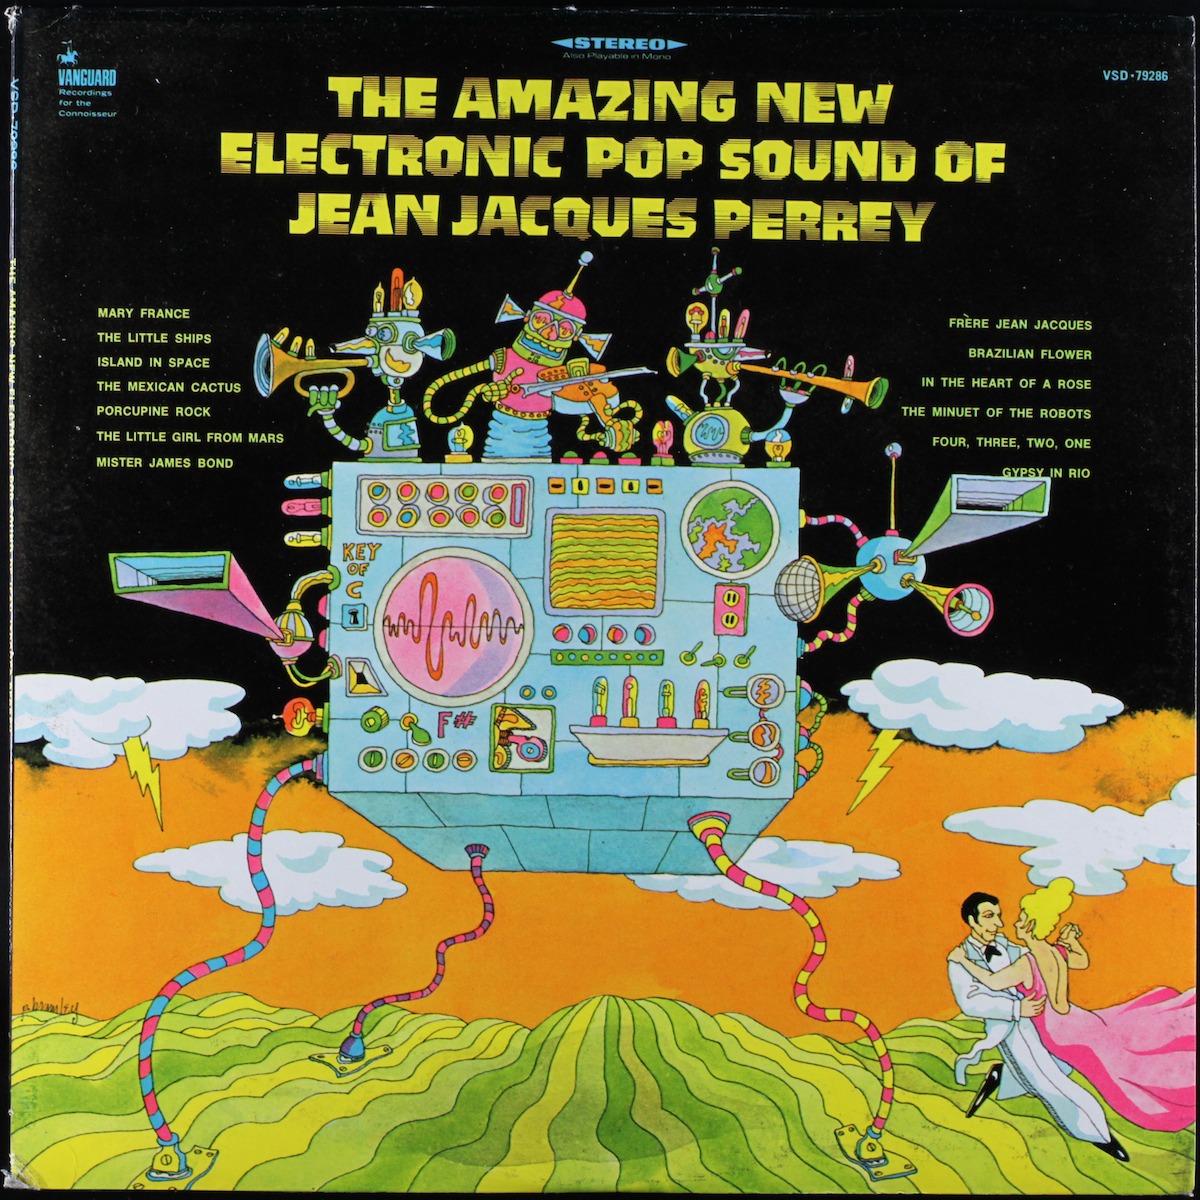 STEREO
Also Playable in Mono
VANGUARD
Recordings
for the
Connoisseur
VSD•79286
THE AMAZING NEW
ELECTRONIC POP SOUND OF
JEAN JACQUES PERREY
MARY FRANCE
THE LITTLE SHIPS
ISLAND IN SPACE
THE MEXICAN CACTUS
PORCUPINE ROCK
THE LITTLE GIRL FROM MARS
MISTER JAMES BOND
FRÈRE JEAN JACQUES
BRAZILIAN FLOWER
IN THE HEART OF A ROSE
THE MINUET OF THE ROBOTS
FOUR, THREE, TWO, ONE
GYPSY IN RIO
KEY
OF
C
F#